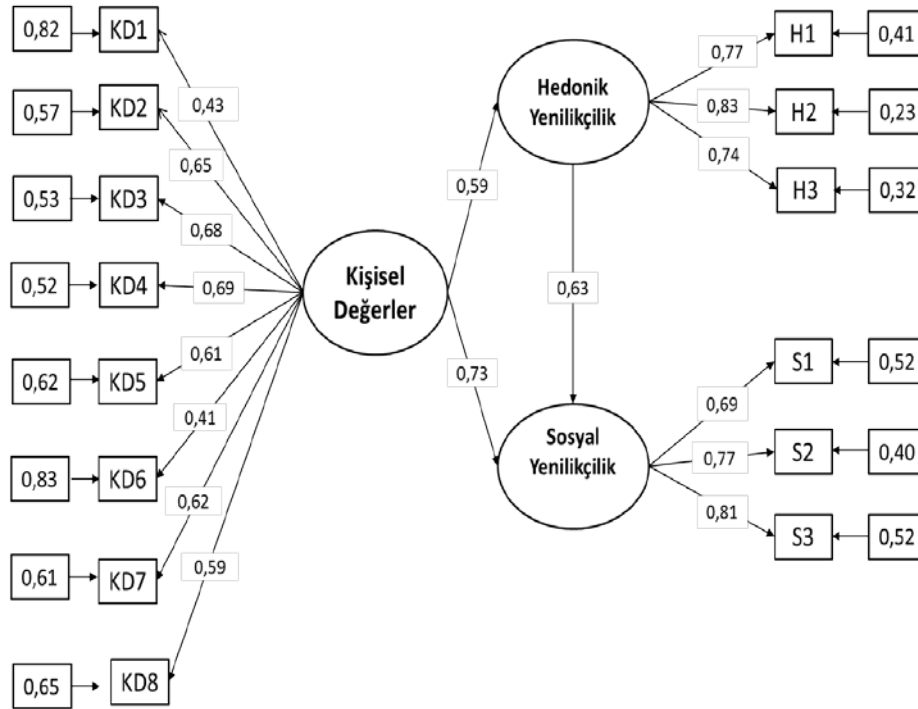 0,82
KD1
0,43
0,57
KD2
0,65
0,53
KD3
0,68
0,52
KD4
0,69
0,62
KD5
0,61
0,83
KD6
0,41
0,61
KD7
0,62
0,65
KD8
0,59
Kişisel
Değerler
0,59
0,73
Hedonik
Yenilikçilik
0,63
Sosyal
Yenilikçilik
0,77
H1
0,41
0,83
H2
0,23
0,74
H3
0,32
0,69
S1
0,52
0,77
S2
0,40
0,81
S3
0,52